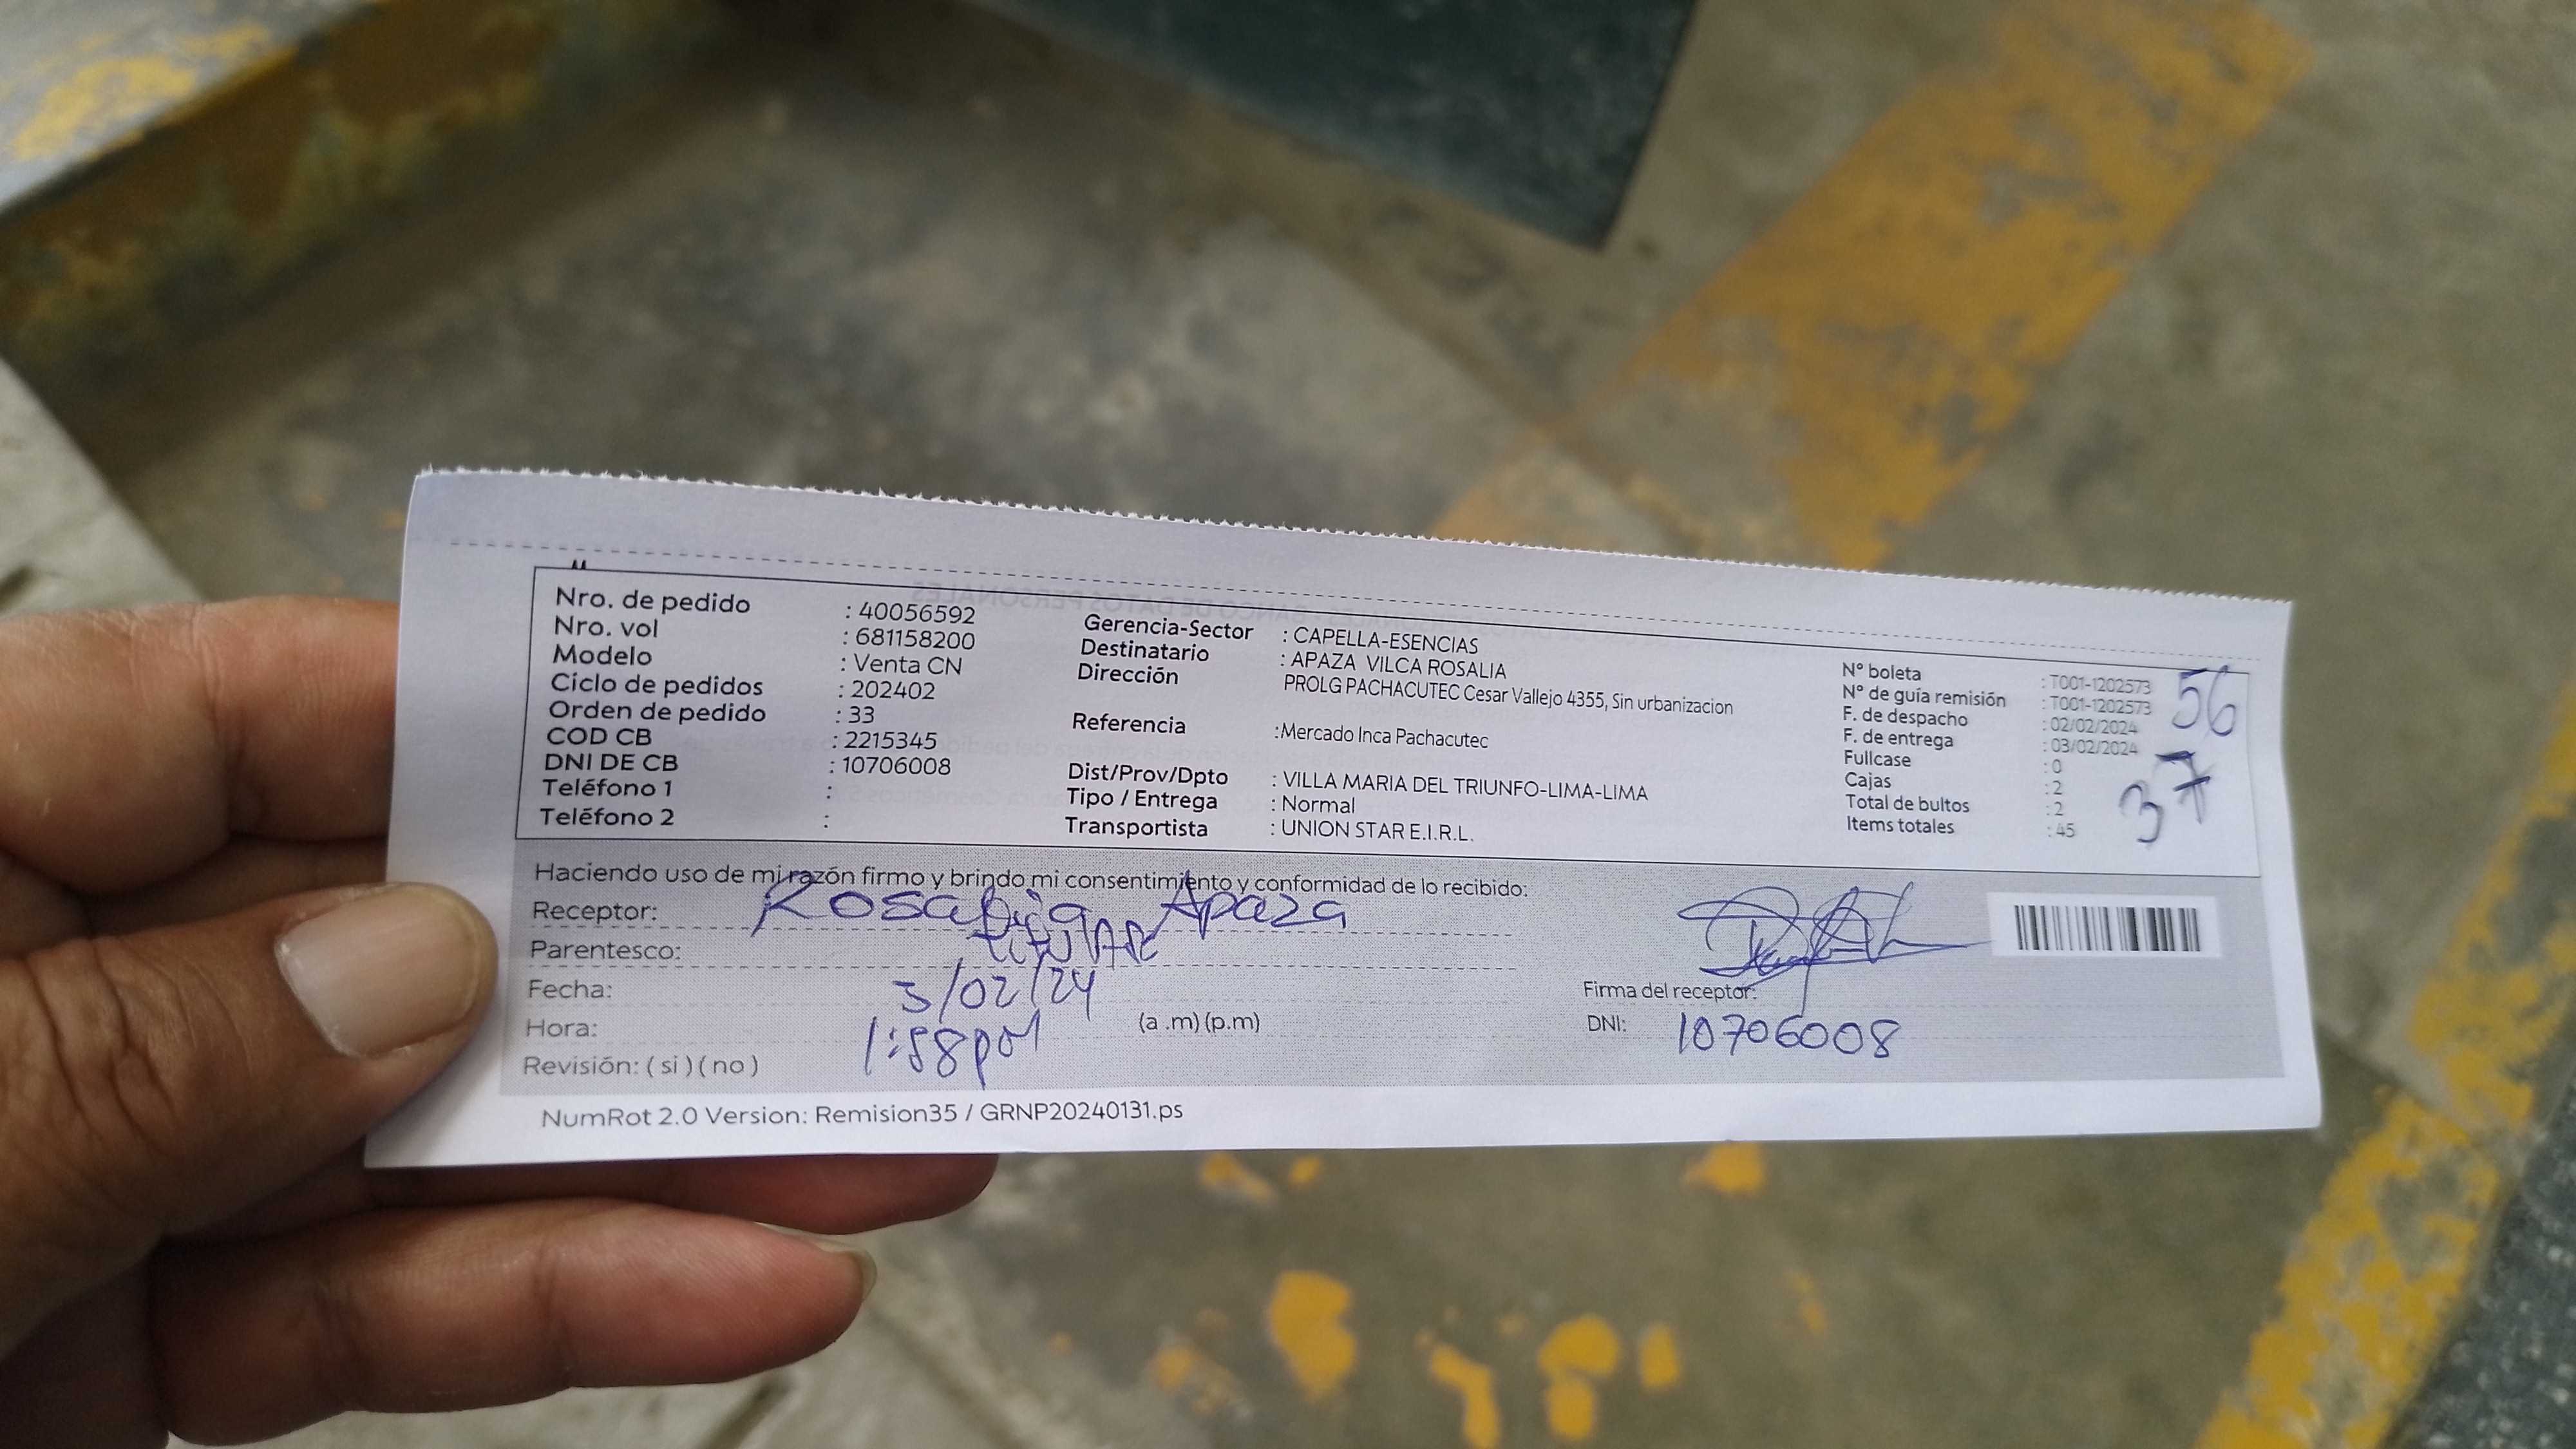 Nro. de pedido : 40056592
Nro. vol : 681158200
Modelo : Venta CN
Ciclo de pedidos : 202402
Orden de pedido : 33
COD CB : 2215345
DNI DE CB : 10706008
Teléfono 1 :
Teléfono 2 :
Gerencia-Sector : CAPELLA-ESENCIAS
Destinatario : APAZA VILCA ROSALIA
Dirección PROLG PACHACUTEC Cesar Vallejo 4355, Sin urbanizacion
Referencia :Mercado Inca Pachacutec
Dist/Prov/Dpto : VILLA MARIA DEL TRIUNFO-LIMA-LIMA
Tipo / Entrega : Normal
Transportista : UNION STAR E.I.R.L.
N° boleta : T001-1202573
N° de guía remisión : T001-1202573
F. de despacho : 02/02/2024
F. de entrega : 03/02/2024
Fullcase : 0
Cajas : 2
Total de bultos : 2
Items totales : 45
56
37
Haciendo uso de mi razón firmo y brindo mi consentimiento y conformidad de lo recibido:
Receptor: Rosalia Apaza
Parentesco: titular
Fecha: 3/02/24
Hora: 1:58pm (a .m) (p.m)
Revisión: ( si ) ( no )
Firma del receptor:
DNI: 10706008
NumRot 2.0 Version: Remision35 / GRNP20240131.ps